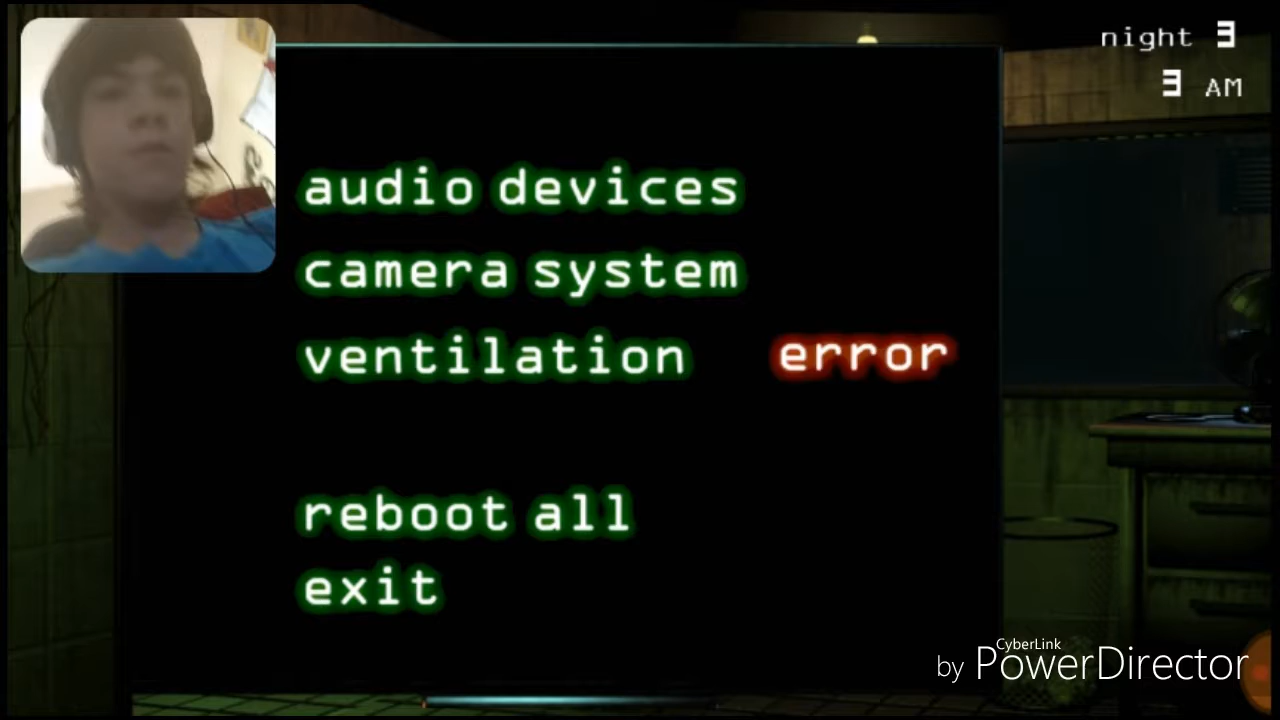 night 3
3 AM
audio devices
camera system
ventilation error
reboot all
exit
CyberLink
by PowerDirector